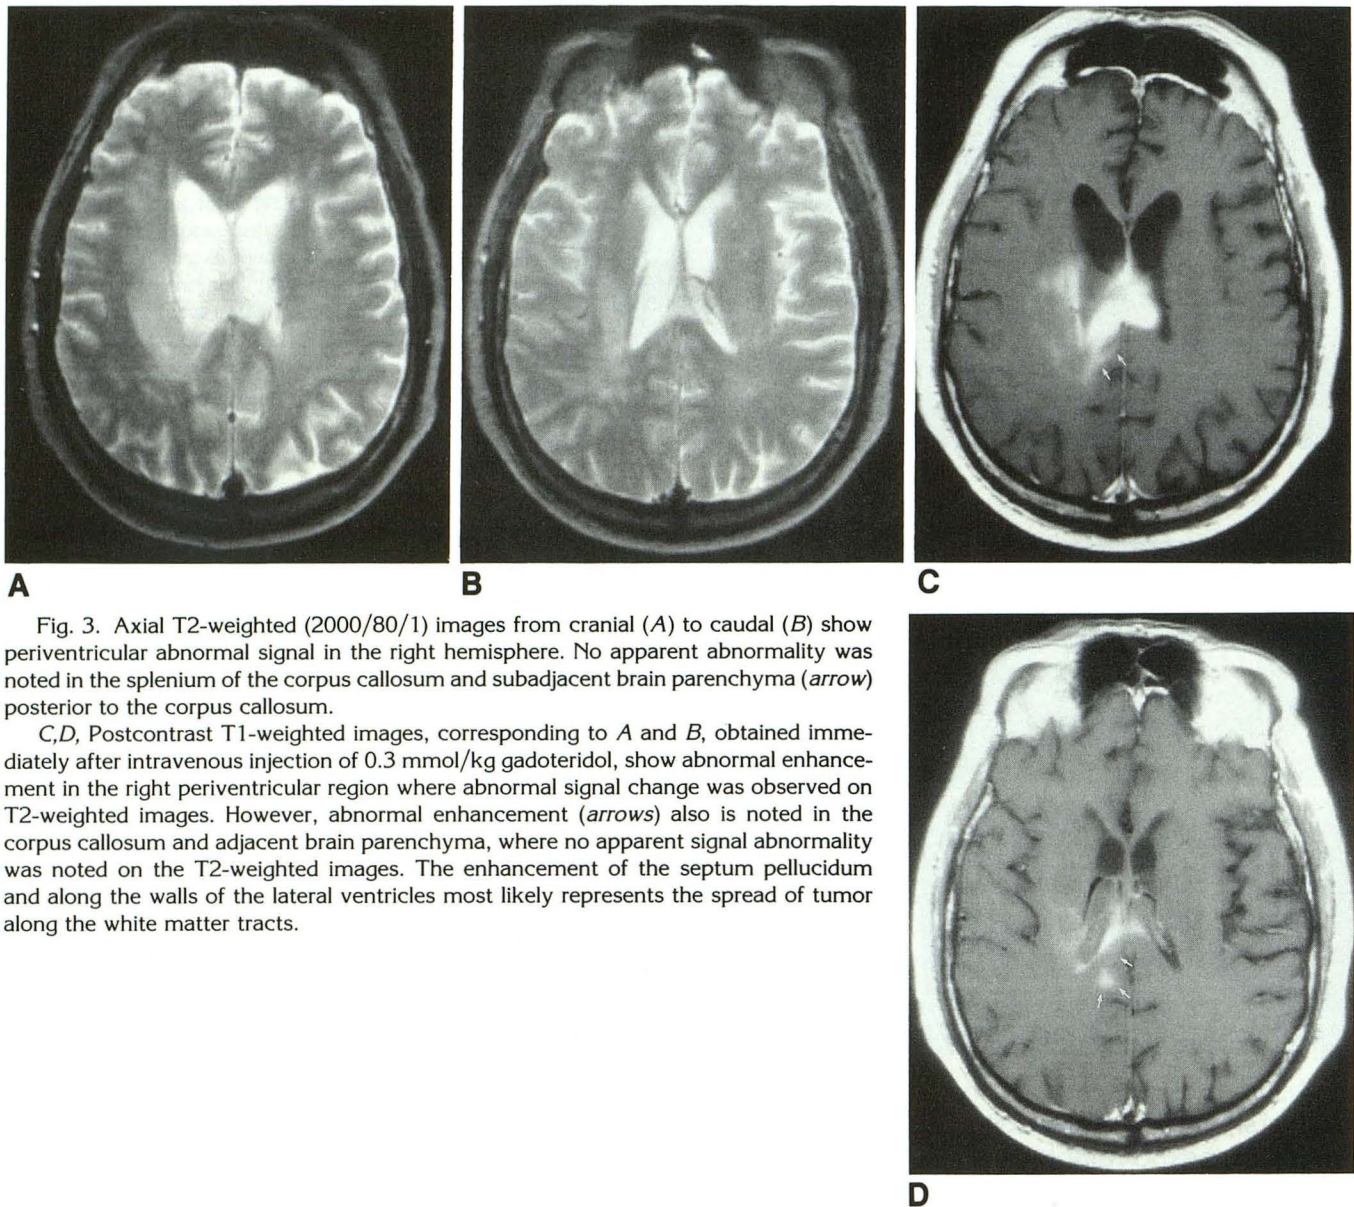 A
B
C
Fig. 3. Axial T2-weighted (2000/80/1) images from cranial (A) to caudal (B) show
periventricular abnormal signal in the right hemisphere. No apparent abnormality was
noted in the splenium of the corpus callosum and subadjacent brain parenchyma (arrow)
posterior to the corpus callosum.
C,D, Postcontrast T1-weighted images, corresponding to A and B, obtained imme-
diately after intravenous injection of 0.3 mmol/kg gadoteridol, show abnormal enhance-
ment in the right periventricular region where abnormal signal change was observed on
T2-weighted images. However, abnormal enhancement (arrows) also is noted in the
corpus callosum and adjacent brain parenchyma, where no apparent signal abnormality
was noted on the T2-weighted images. The enhancement of the septum pellucidum
and along the walls of the lateral ventricles most likely represents the spread of tumor
along the white matter tracts.
D